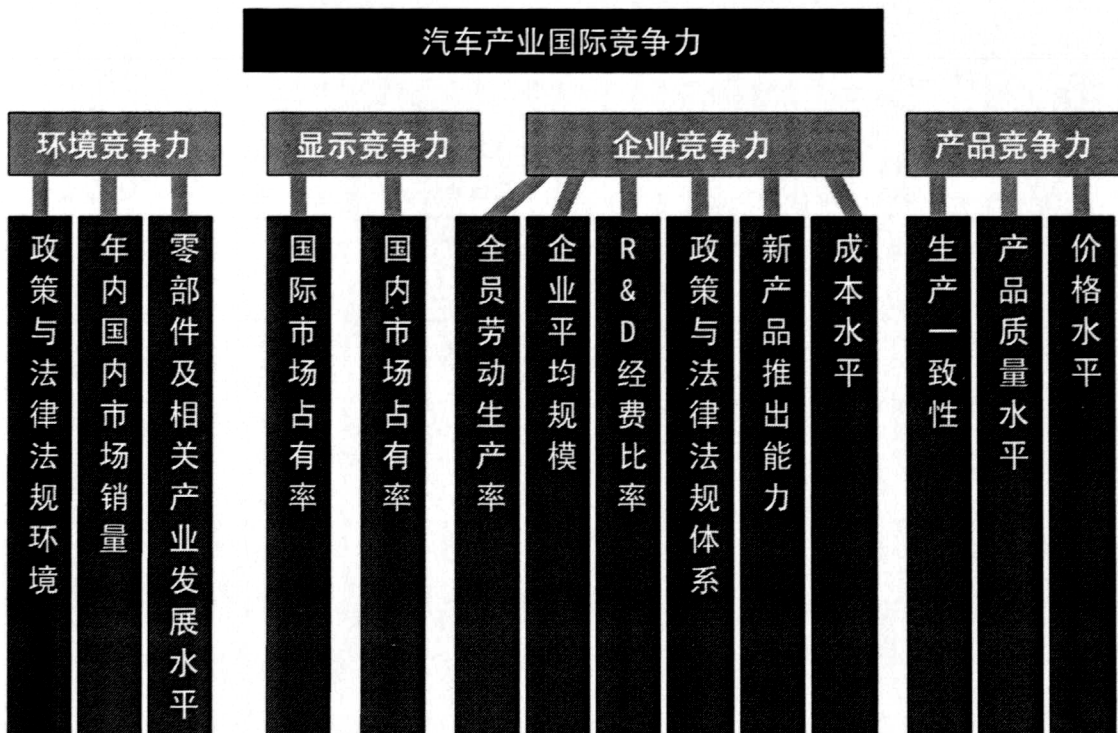 汽车产业国际竞争力
环境竞争力
显示竞争力
企业竞争力
产品竞争力
政策与法律法规环境
年内国内市场销量
零部件及相关产业发展水平
国际市场占有率
国内市场占有率
全员劳动生产率
企业平均规模
R&D经费比率
政策与法律法规体系
新产品推出能力
成本水平
生产一致性
产品质量水平
价格水平